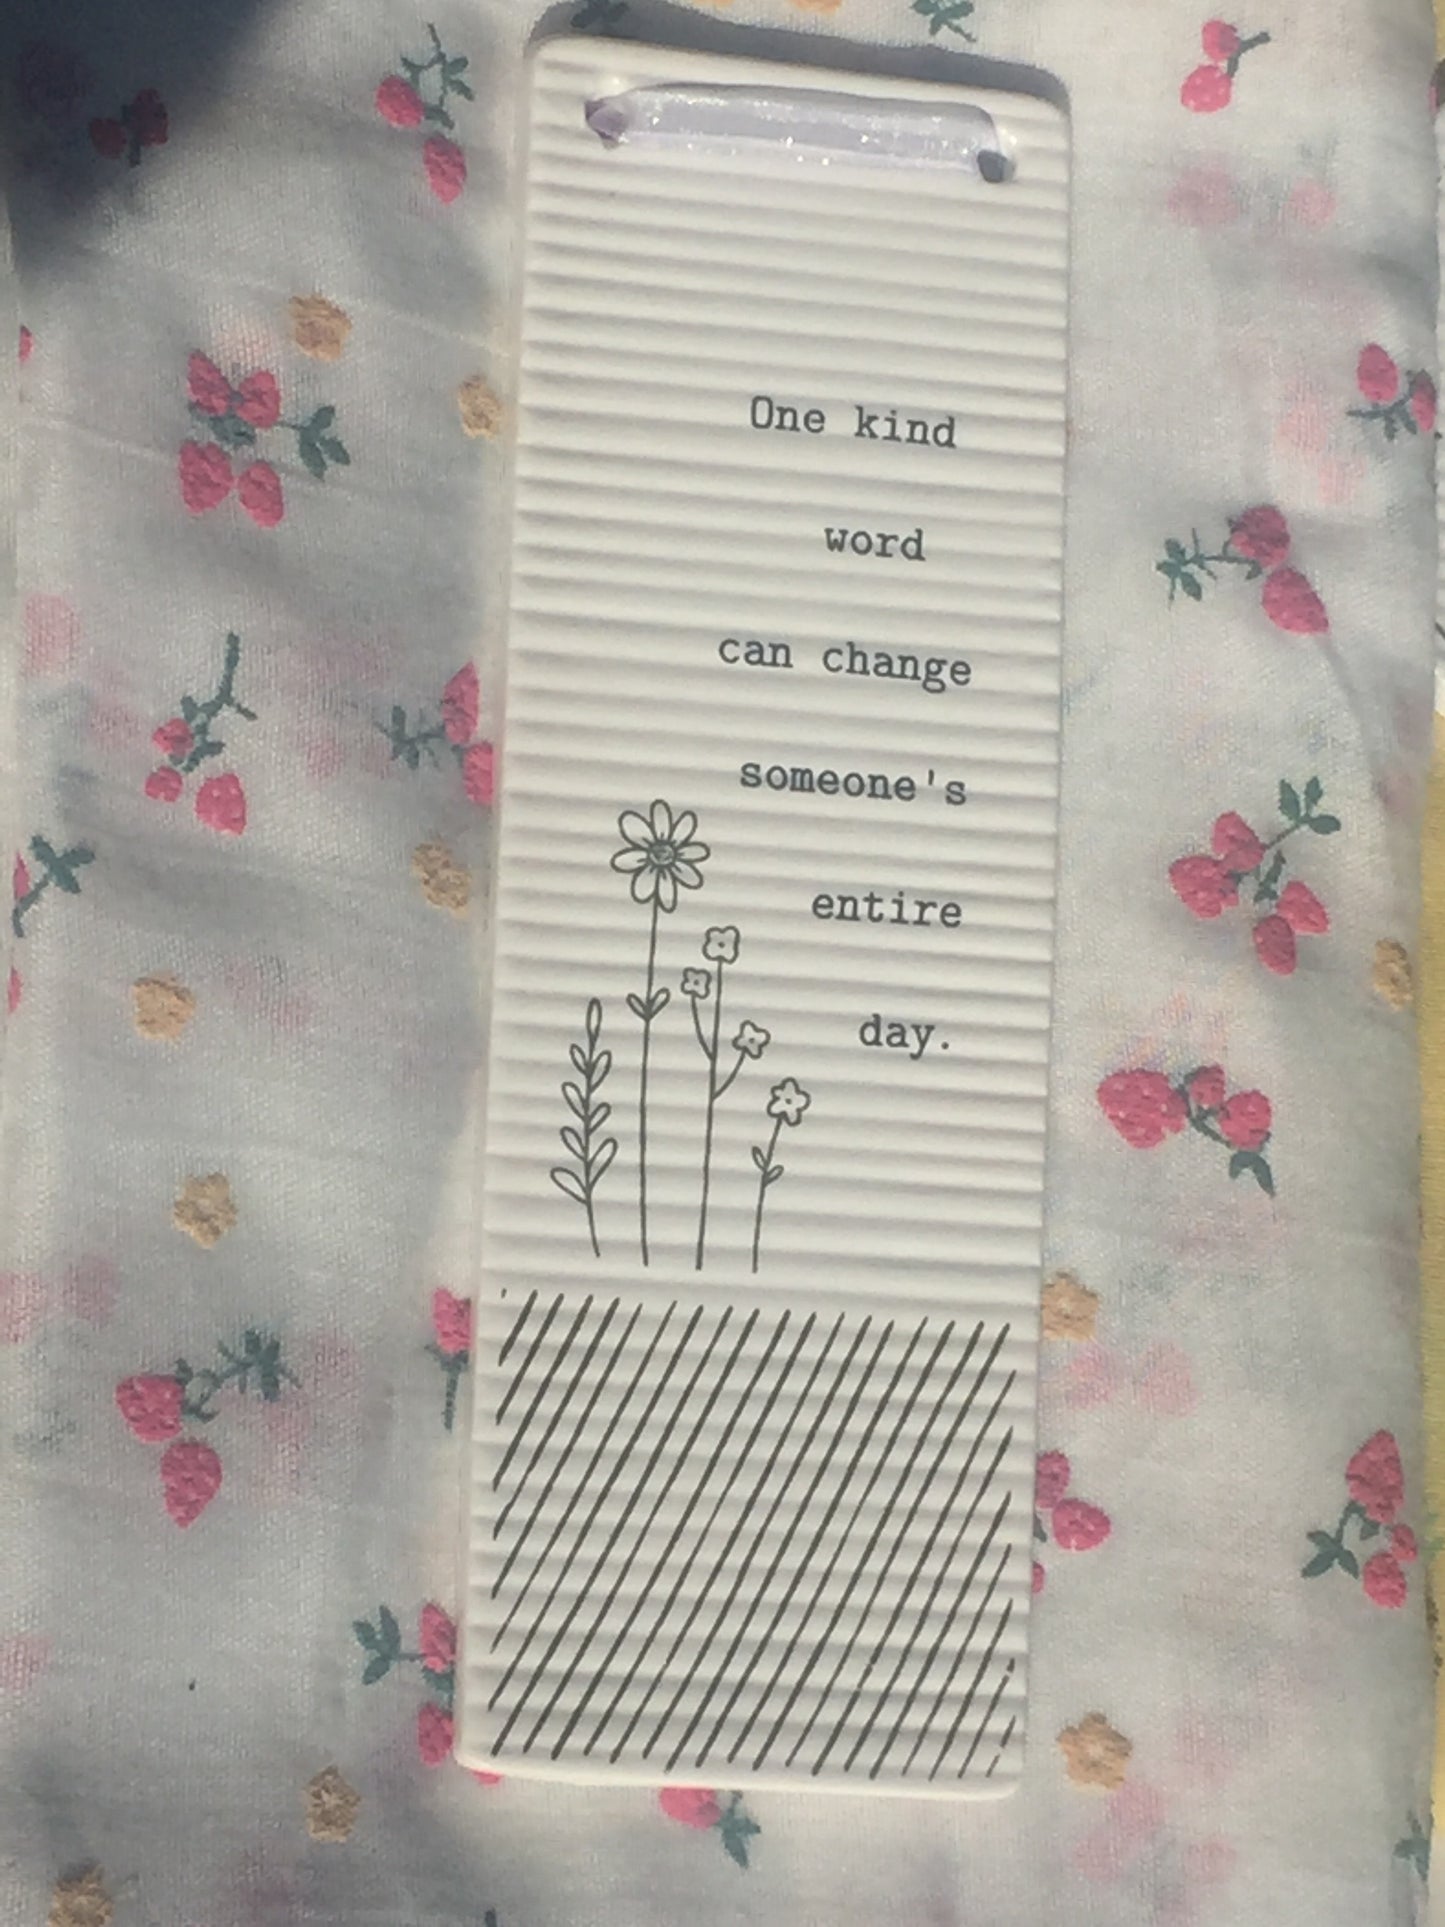 One kind
word
can change
someone's
entire
day.